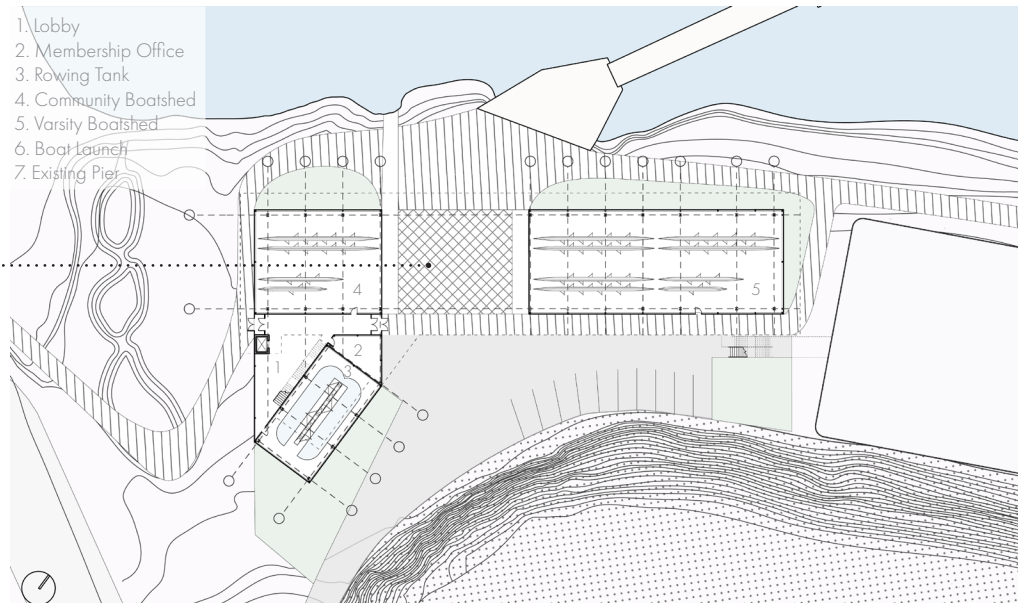 1. Lobby
2. Membership Office
3. Rowing Tank
4. Community Boatshed
5. Varsity Boatshed
6. Boat Launch
7. Existing Pier
4
5
2
1
3